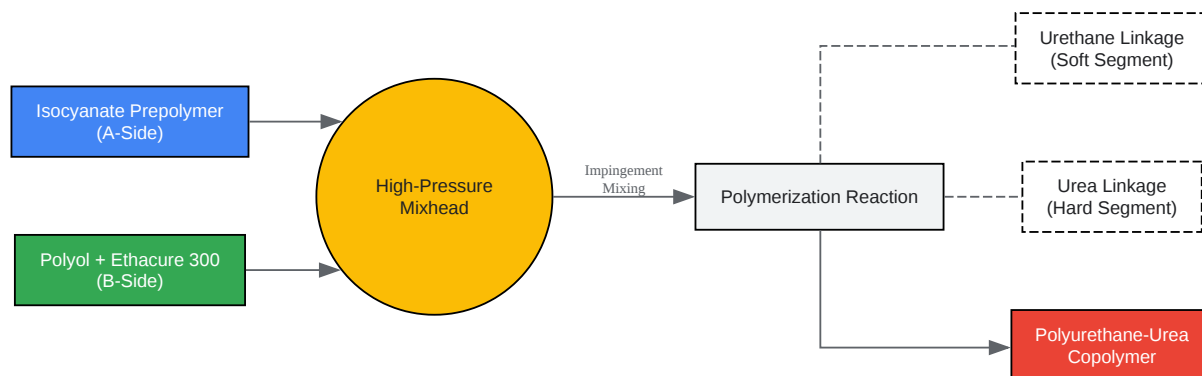 Urethane Linkage
(Soft Segment)
Isocyanate Prepolymer
(A-Side)
High-Pressure
Mixhead
Impingement
Mixing
Polymerization Reaction
Urea Linkage
(Hard Segment)
Polyol + Ethacure 300
(B-Side)
Polyurethane-Urea
Copolymer